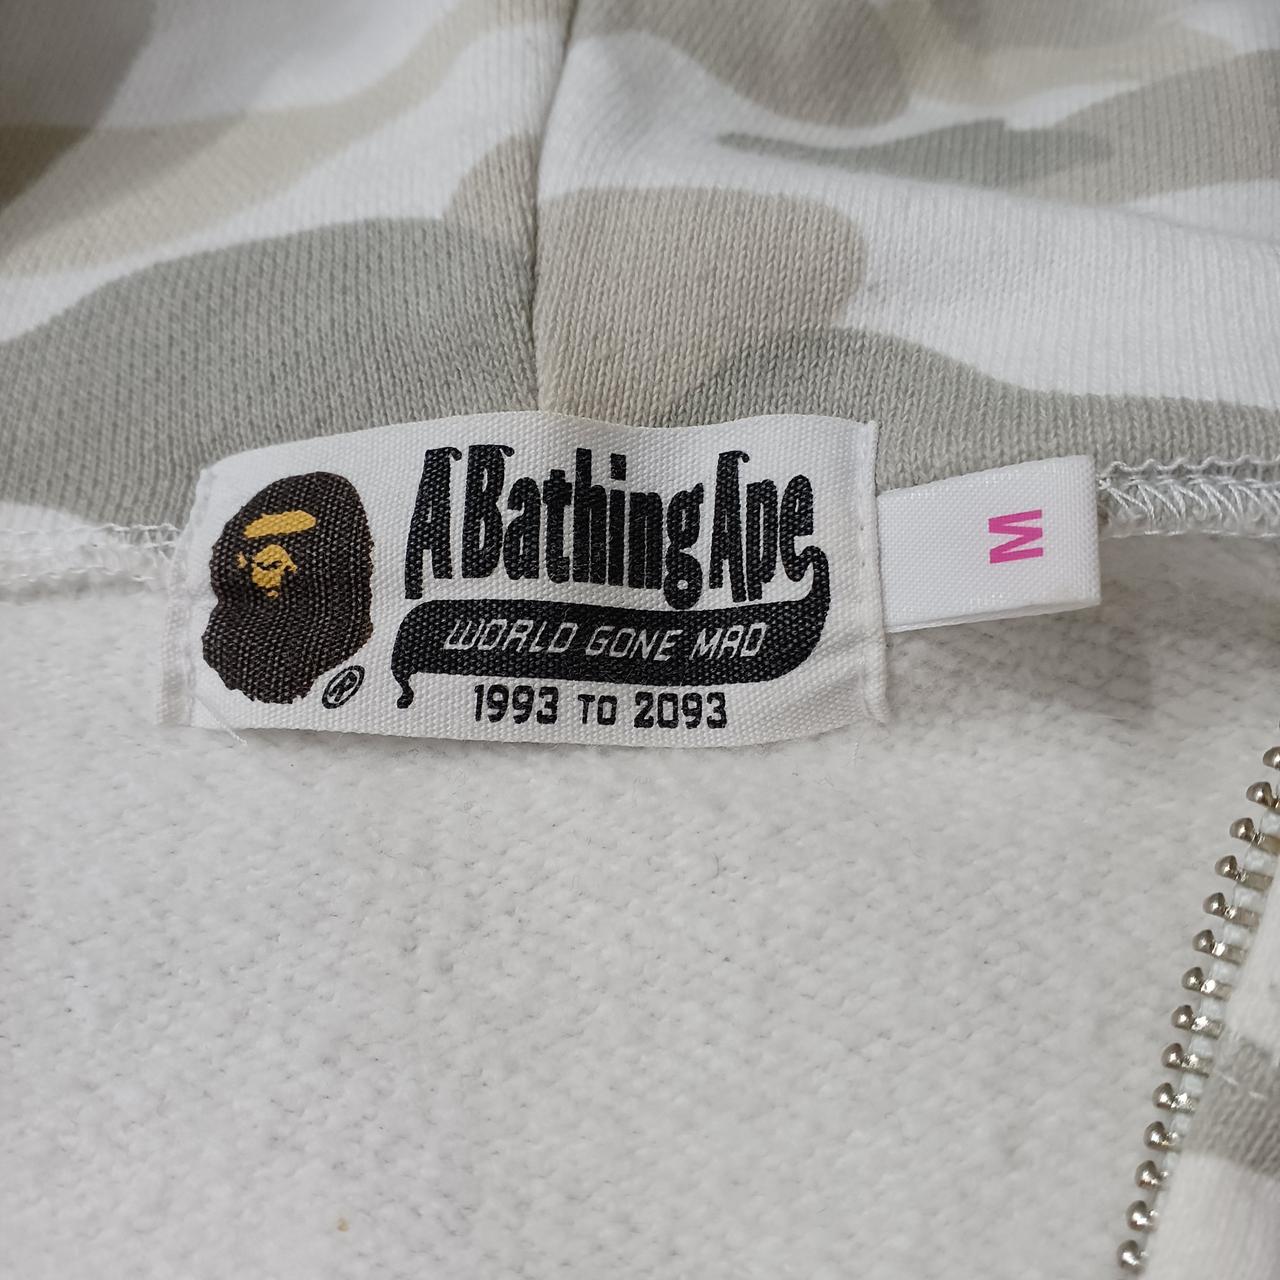 A Bathing Ape
WORLD GONE MAD
1993 TO 2093
®
M